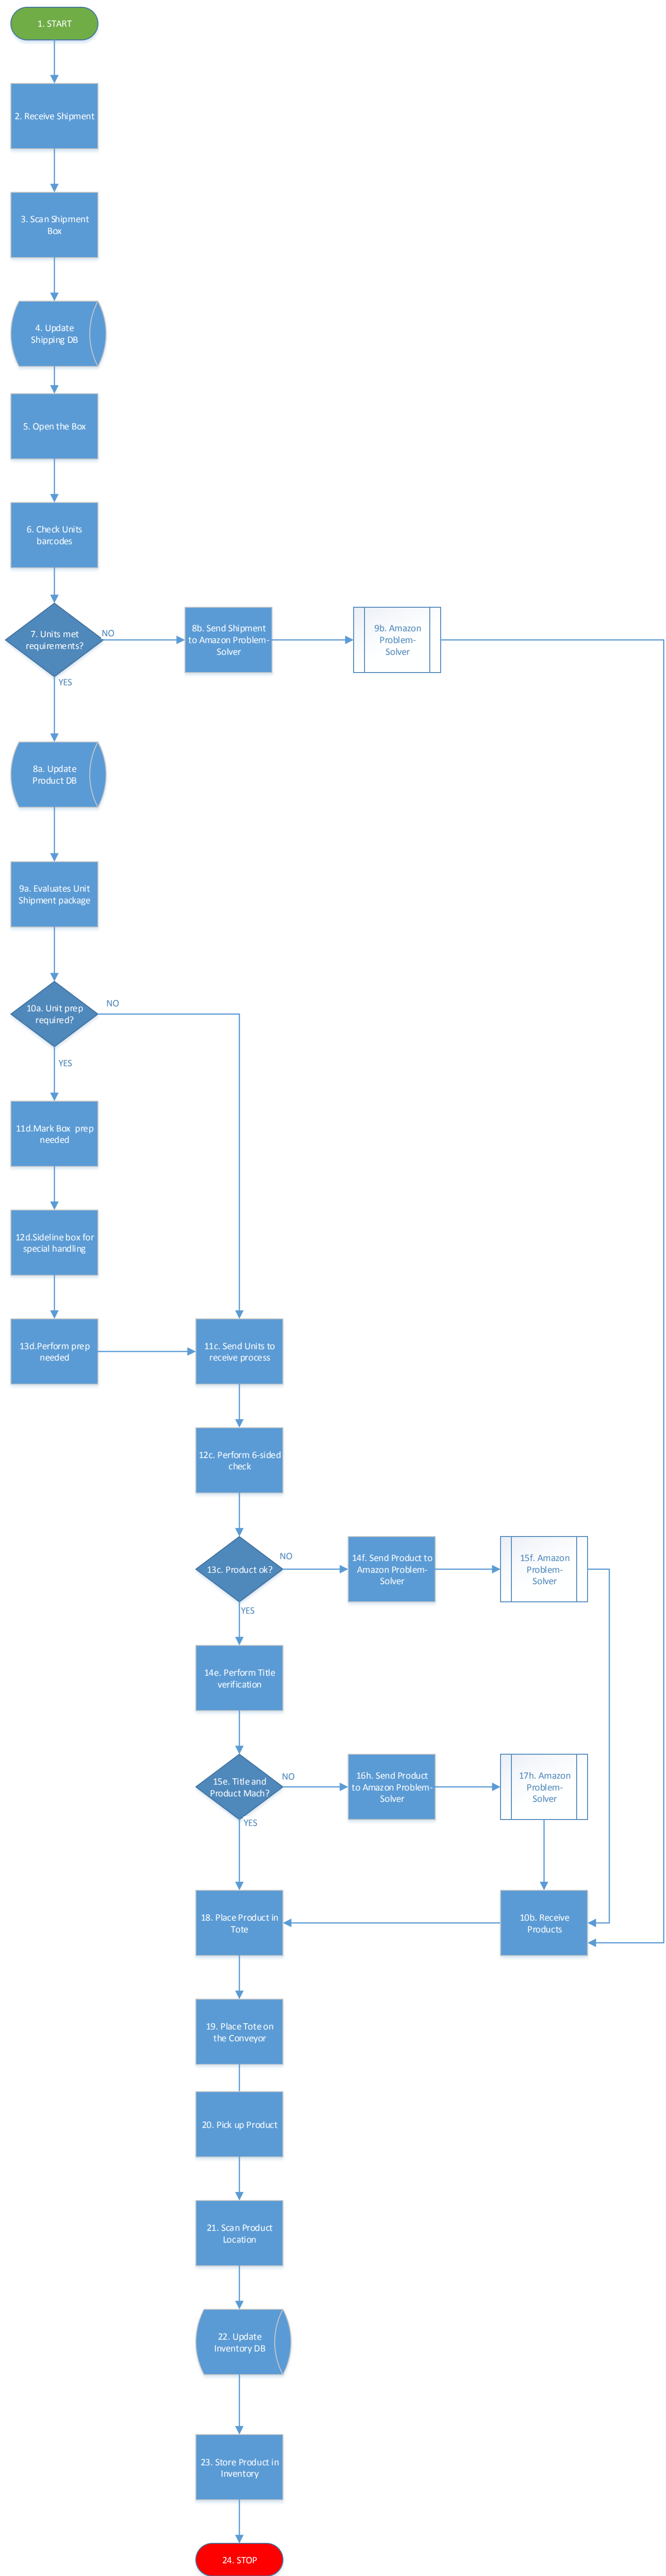 1. START
2. Receive Shipment
3. Scan Shipment
Box
4. Update
Shipping DB
5. Open the Box
6. Check Units
barcodes
7. Units met
requirements?
NO
YES
8b. Send Shipment
to Amazon Problem-
Solver
9b. Amazon
Problem-
Solver
8a. Update
Product DB
9a. Evaluates Unit
Shipment package
10a. Unit prep
required?
NO
YES
11d.Mark Box prep
needed
12d.Sideline box for
special handling
13d.Perform prep
needed
11c. Send Units to
receive process
12c. Perform 6-sided
check
13c. Product ok?
NO
YES
14f. Send Product to
Amazon Problem-
Solver
15f. Amazon
Problem-
Solver
14e. Perform Title
verification
15e. Title and
Product Mach?
NO
YES
16h. Send Product
to Amazon Problem-
Solver
17h. Amazon
Problem-
Solver
18. Place Product in
Tote
10b. Receive
Products
19. Place Tote on
the Conveyor
20. Pick up Product
21. Scan Product
Location
22. Update
Inventory DB
23. Store Product in
Inventory
24. STOP